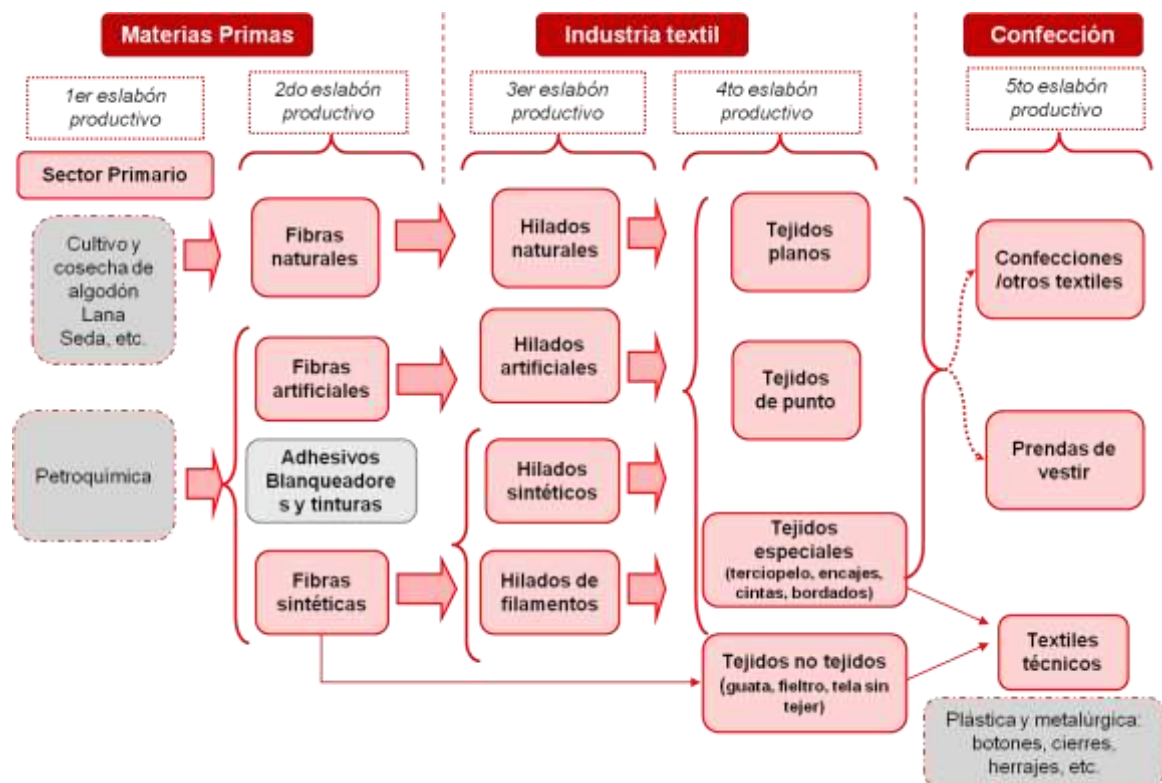 Materias Primas
Industria textil
Confección
1er eslabón
productivo
2do eslabón
productivo
3er eslabón
productivo
4to eslabón
productivo
5to eslabón
productivo
Sector Primario
Cultivo y
cosecha de
algodón
Lana
Seda, etc.
Petroquímica
Fibras
naturales
Fibras
artificiales
Adhesivos
Blanqueadore
s y tinturas
Fibras
sintéticas
Hilados
naturales
Hilados
artificiales
Hilados
sintéticos
Hilados de
filamentos
Tejidos
planos
Tejidos
de punto
Tejidos
especiales
(terciopelo, encajes,
cintas, bordados)
Tejidos no tejidos
(guata, fieltro, tela sin
tejer)
Confecciones
/otros textiles
Prendas de
vestir
Textiles
técnicos
Plástica y metalúrgica:
botones, cierres,
herrajes, etc.